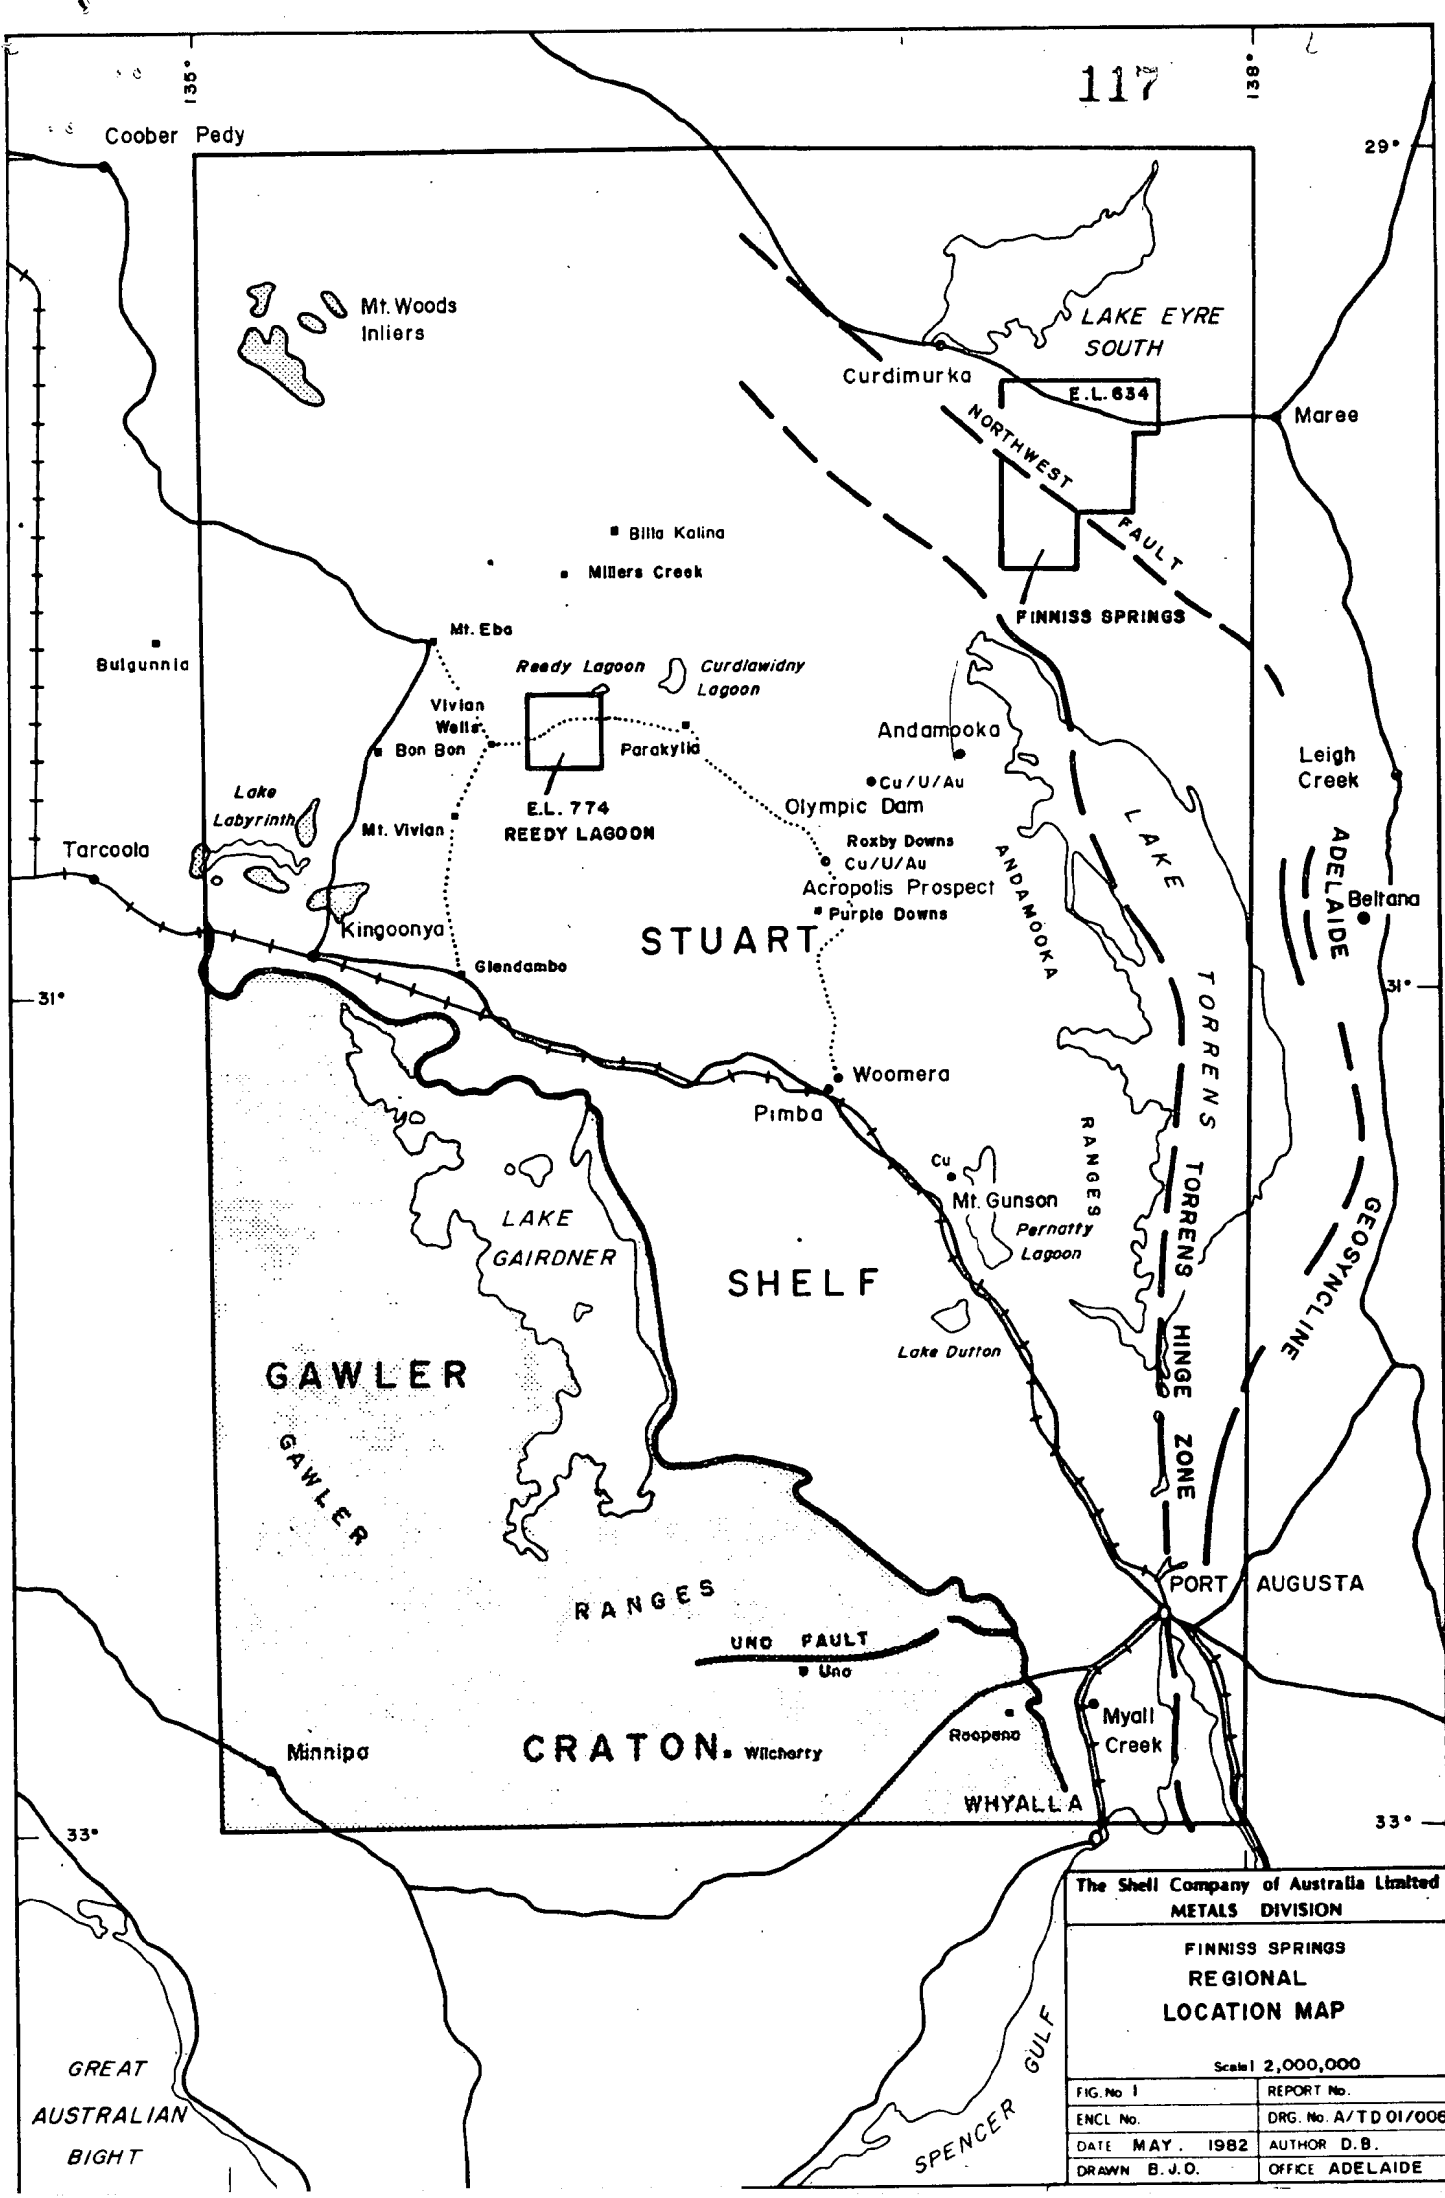 117
135°
138°
Coober Pedy
29°
Mt. Woods
Inliers
LAKE EYRE
SOUTH
Curdimurka
E.L. 634
Maree
NORTHWEST
FAULT
Billa Kalina
Millers Creek
FINNISS SPRINGS
Mt. Eba
Bulgunnia
Reedy Lagoon
Curdlawidny
Lagoon
Vivian
Wells
Bon Bon
Parakylia
Andamooka
Leigh
Creek
Cu/U/Au
Olympic Dam
E.L. 774
REEDY LAGOON
Lake
Labyrinth
Mt. Vivian
LAKE
TORRENS
Roxby Downs
Cu/U/Au
Acropolis Prospect
Purple Downs
Tarcoola
ANDAMOOKA
RANGES
ADELAIDE
GEOSYNCLINE
Beltana
Kingoonya
STUART
Glendambo
31°
31°
Woomera
Pimba
Cu
Mt. Gunson
Pernatty
Lagoon
TORRENS HINGE ZONE
LAKE
GAIRDNER
SHELF
Lake Dutton
GAWLER
GAWLER
RANGES
PORT AUGUSTA
UNO FAULT
Uno
Myall
Creek
Roopena
Minnipa
CRATON
Wilcherry
WHYALLA
33°
33°
The Shell Company of Australia Limited
METALS DIVISION
FINNISS SPRINGS
REGIONAL
LOCATION MAP
Scale 1 2,000,000
FIG. No 1
REPORT No.
ENCL No.
DRG. No. A/TD 01/006
DATE MAY. 1982
AUTHOR D.B.
DRAWN B.J.O.
OFFICE ADELAIDE
GREAT
AUSTRALIAN
BIGHT
SPENCER GULF